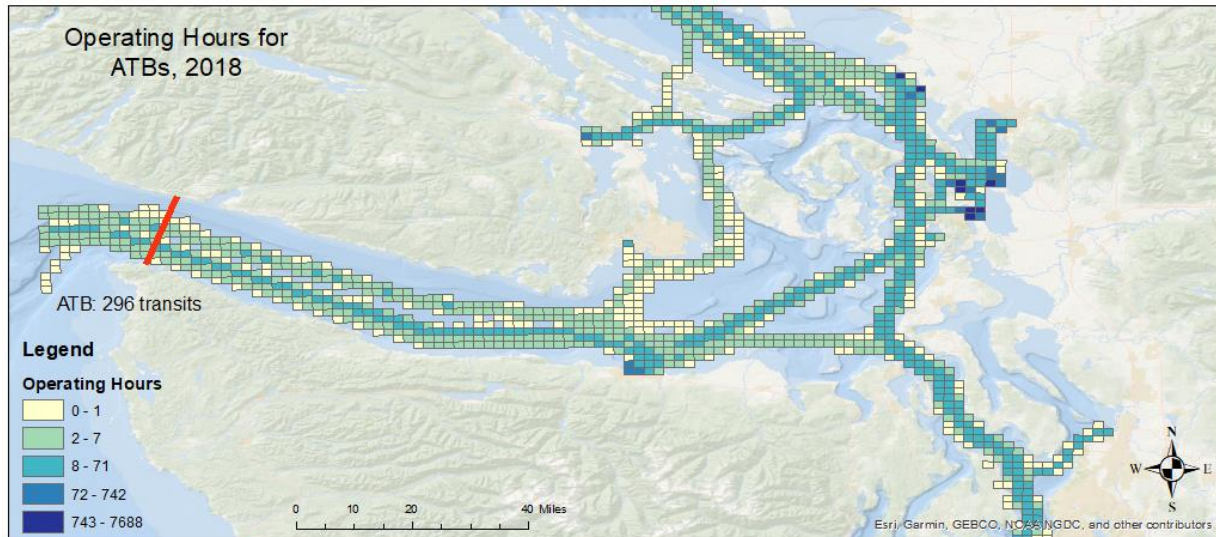 Operating Hours for
ATBs, 2018
ATB: 296 transits
Legend
Operating Hours
0 - 1
2 - 7
8 - 71
72 - 742
743 - 7688
0 10 20 40 Miles
N
W E
S
Esri, Garmin, GEBCO, NOAA NGDC, and other contributors